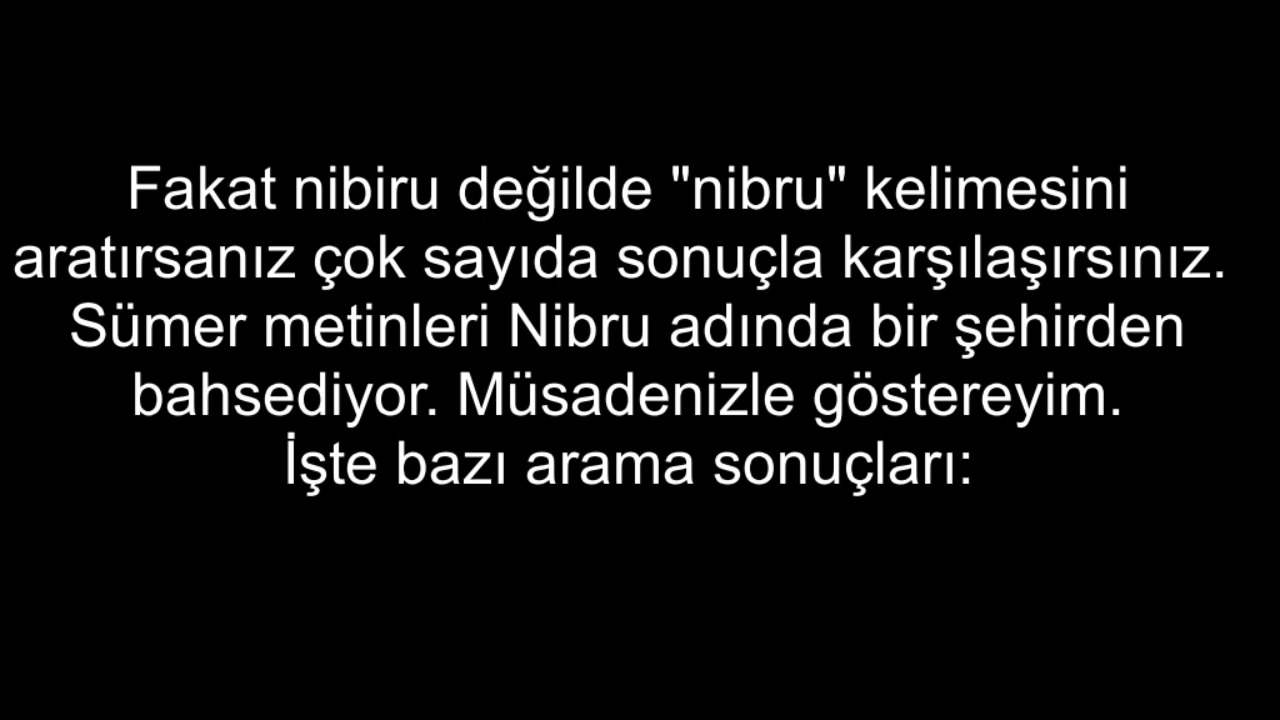 Fakat nibiru değilde "nibru" kelimesini
aratırsanız çok sayıda sonuçla karşılaşırsınız.
Sümer metinleri Nibru adında bir şehirden
bahsediyor. Müsadenizle göstereyim.
İşte bazı arama sonuçları: